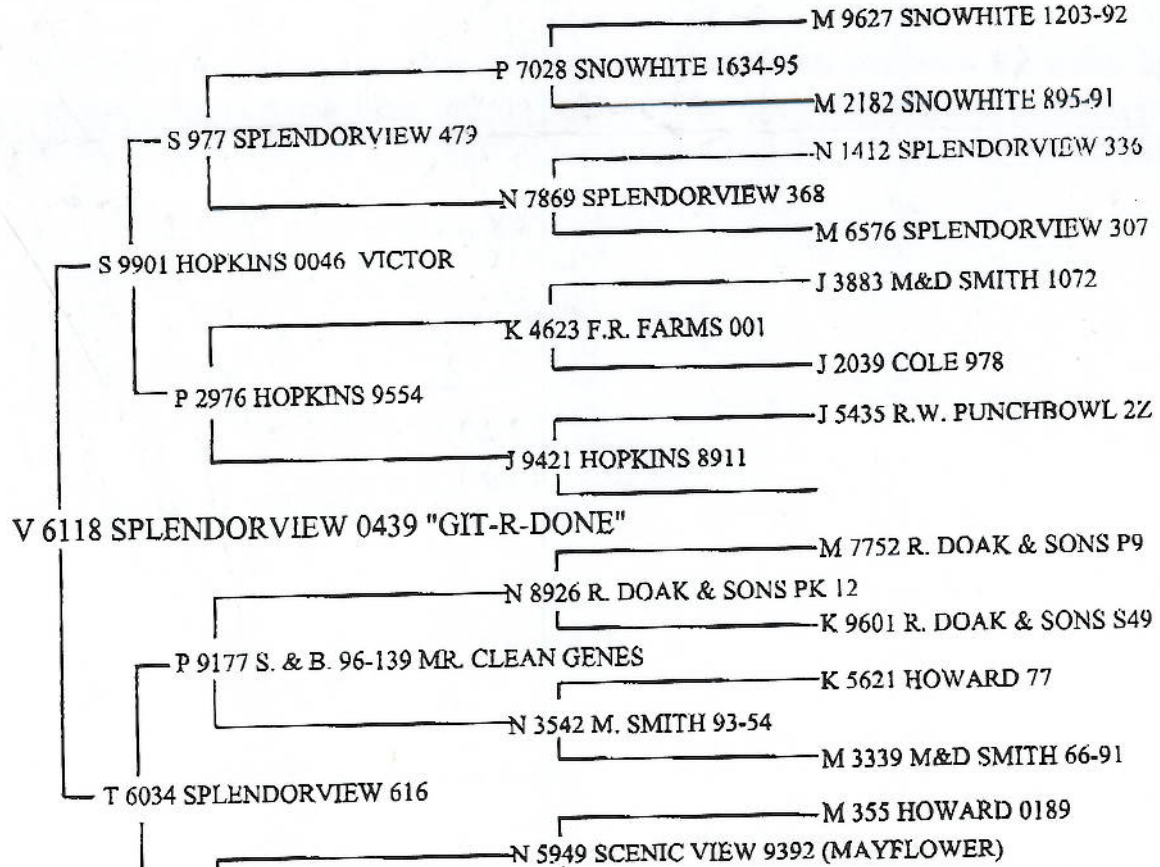 M 9627 SNOWHITE 1203-92
P 7028 SNOWHITE 1634-95
M 2182 SNOWHITE 895-91
S 977 SPLENDORVIEW 479
N 1412 SPLENDORVIEW 336
N 7869 SPLENDORVIEW 368
M 6576 SPLENDORVIEW 307
S 9901 HOPKINS 0046 VICTOR
J 3883 M&D SMITH 1072
K 4623 F.R. FARMS 001
J 2039 COLE 978
P 2976 HOPKINS 9554
J 5435 R.W. PUNCHBOWL 2Z
J 9421 HOPKINS 8911
V 6118 SPLENDORVIEW 0439 "GIT-R-DONE"
M 7752 R. DOAK & SONS P9
N 8926 R. DOAK & SONS PK 12
K 9601 R. DOAK & SONS S49
P 9177 S. & B. 96-139 MR. CLEAN GENES
K 5621 HOWARD 77
N 3542 M. SMITH 93-54
M 3339 M&D SMITH 66-91
T 6034 SPLENDORVIEW 616
M 355 HOWARD 0189
N 5949 SCENIC VIEW 9392 (MAYFLOWER)